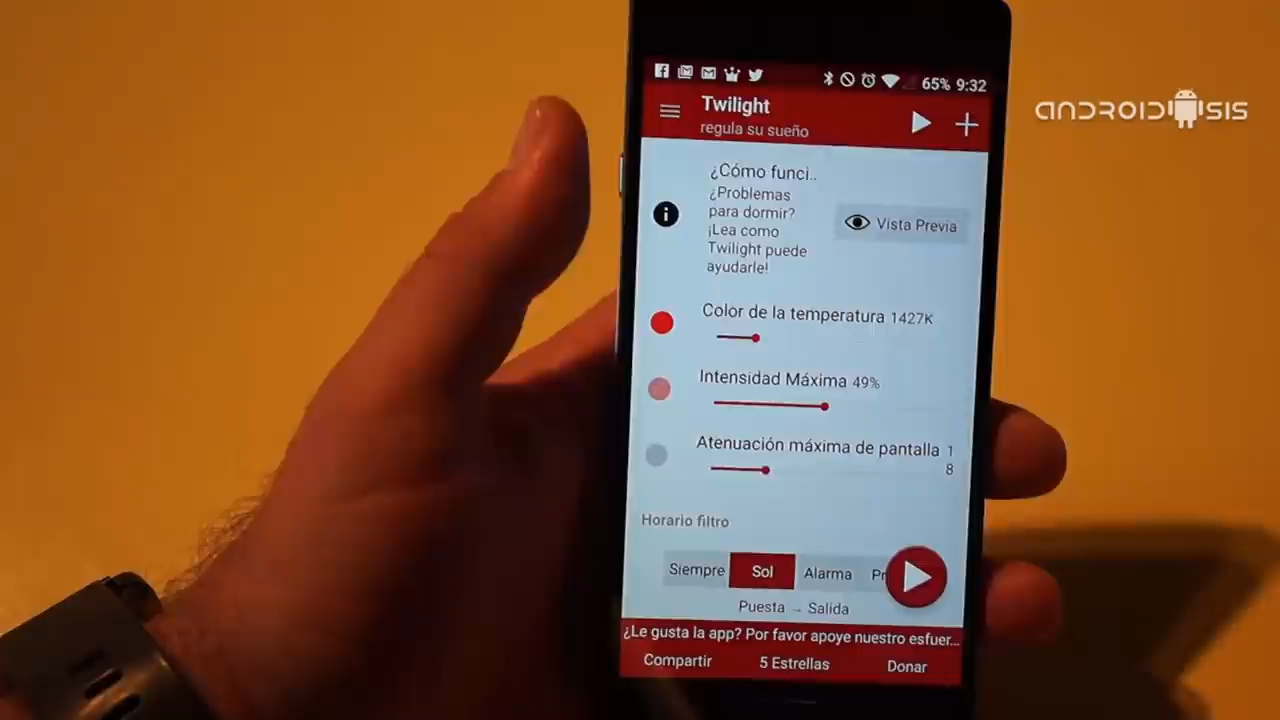 65% 9:32
Twilight
regula su sueño
ANDROIDSIS
¿Cómo funci..
¿Problemas
para dormir?
¡Lea como
Twilight puede
ayudarle!
Vista Previa
Color de la temperatura 1427K
Intensidad Máxima 49%
Atenuación máxima de pantalla 1
8
Horario filtro
Siempre Sol Alarma Pr
Puesta → Salida
¿Le gusta la app? Por favor apoye nuestro esfuer...
Compartir 5 Estrellas Donar